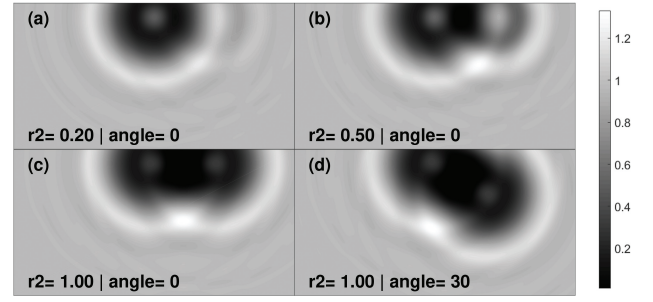 (a)
r2= 0.20 | angle= 0
(b)
r2= 0.50 | angle= 0
(c)
r2= 1.00 | angle= 0
(d)
r2= 1.00 | angle= 30
1.2
1
0.8
0.6
0.4
0.2